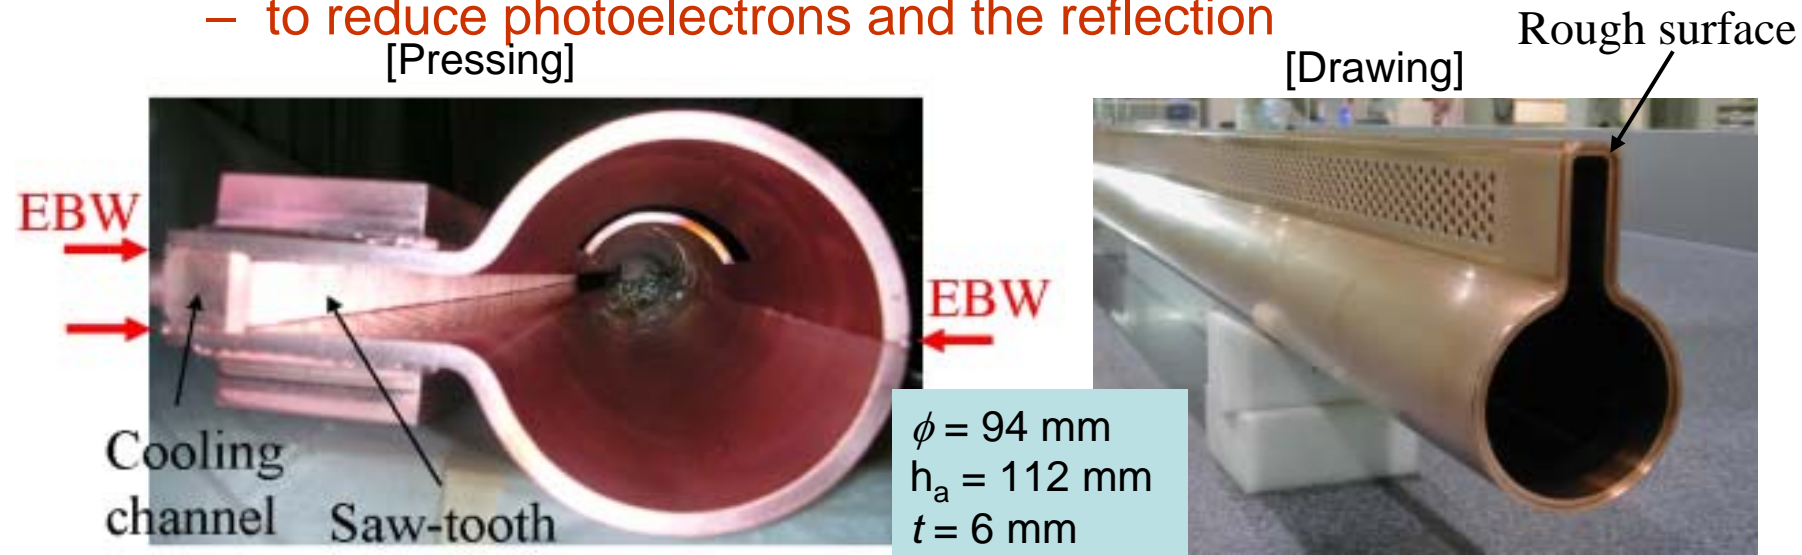 – to reduce photoelectrons and the reflection
[Pressing]
[Drawing]
Rough surface
EBW
EBW
Cooling
channel
Saw-tooth
ϕ = 94 mm
hₐ = 112 mm
t = 6 mm